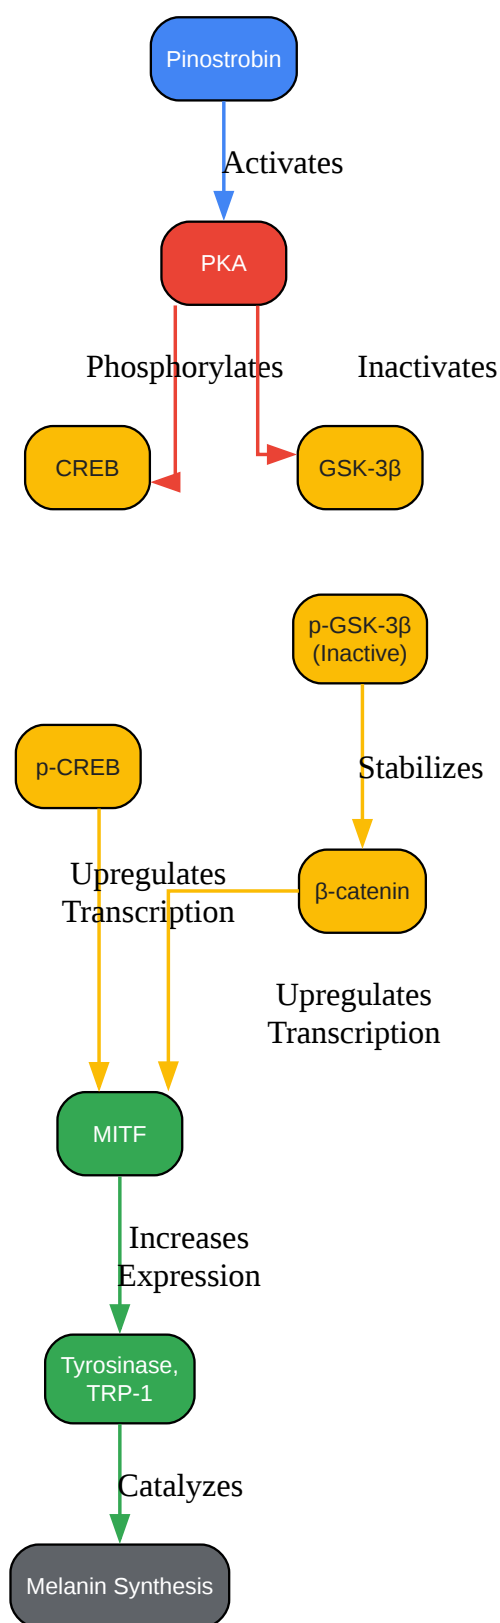 Pinostrobin
Activates
PKA
Phosphorylates
Inactivates
CREB
GSK-3β
p-GSK-3β
(Inactive)
p-CREB
Stabilizes
Upregulates
Transcription
β-catenin
Upregulates
Transcription
MITF
Increases
Expression
Tyrosinase,
TRP-1
Catalyzes
Melanin Synthesis